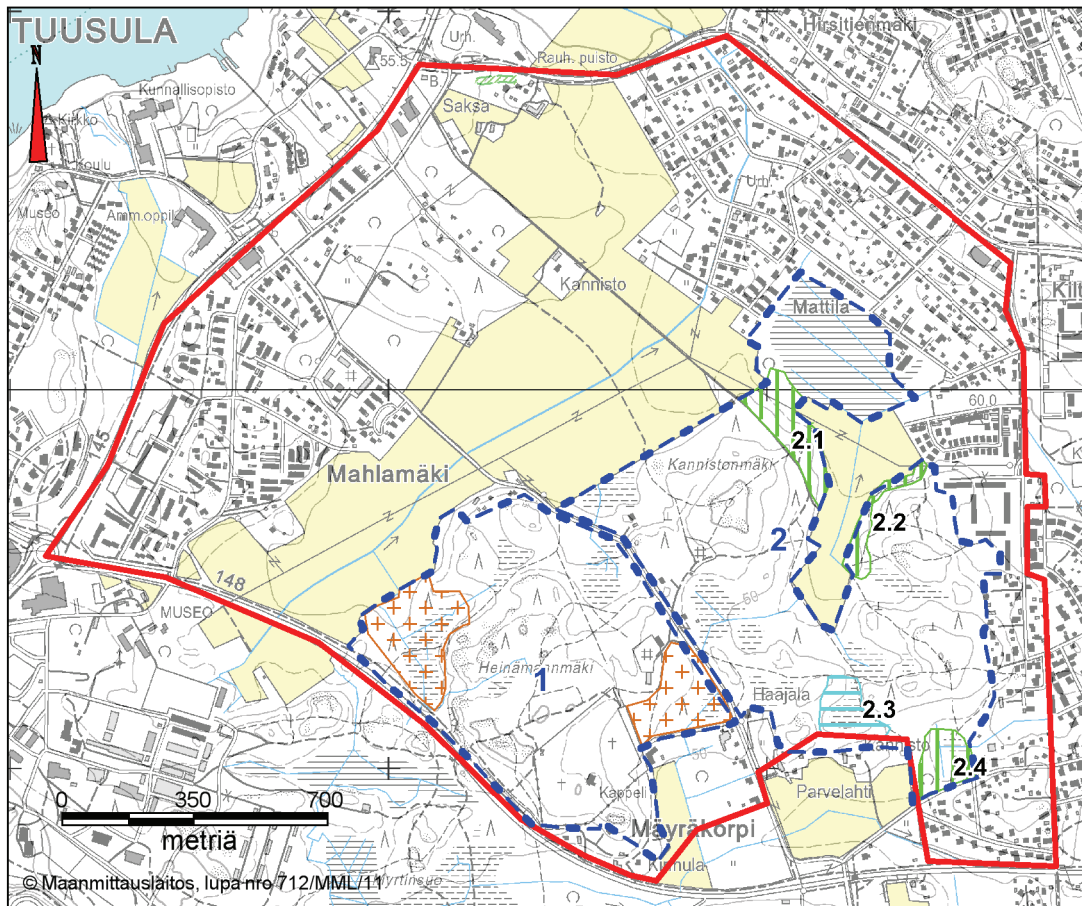 TUUSULA
Hirsitienmäki
N
Urh.
55.5
Rauh. puisto
Kunnallisopisto
Saksa
Kirkko
Koulu
Urh.
Museo
Amm.oppil.
Kannisto
Kilt
Mattila
60.0
2.1
145
Kannistonmäki
Mahlamäki
2.2
2
148
50
MUSEO
Heinämannmäki
1
Haajala
2.3
Kannisto
50
2.4
Kappeli
Parvelahti
0 350 700
metriä
Mäyräkorpi
Kinnula
© Maanmittauslaitos, lupa nro 712/MML/11